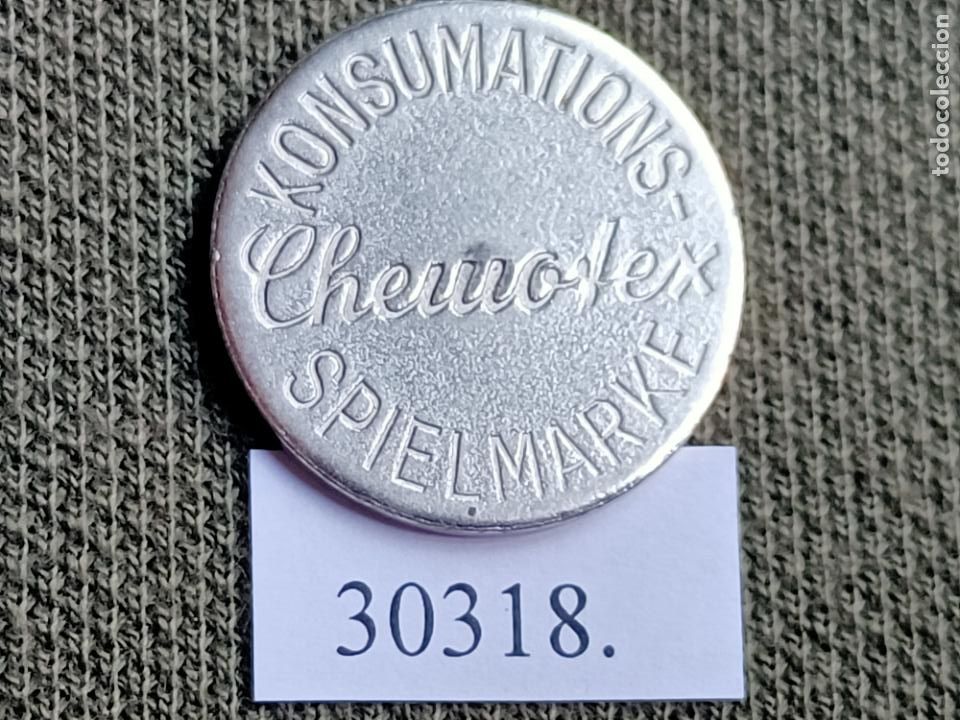 KONSUMATIONS-
Chemotex
SPIELMARKE
30318.
todocoleccion